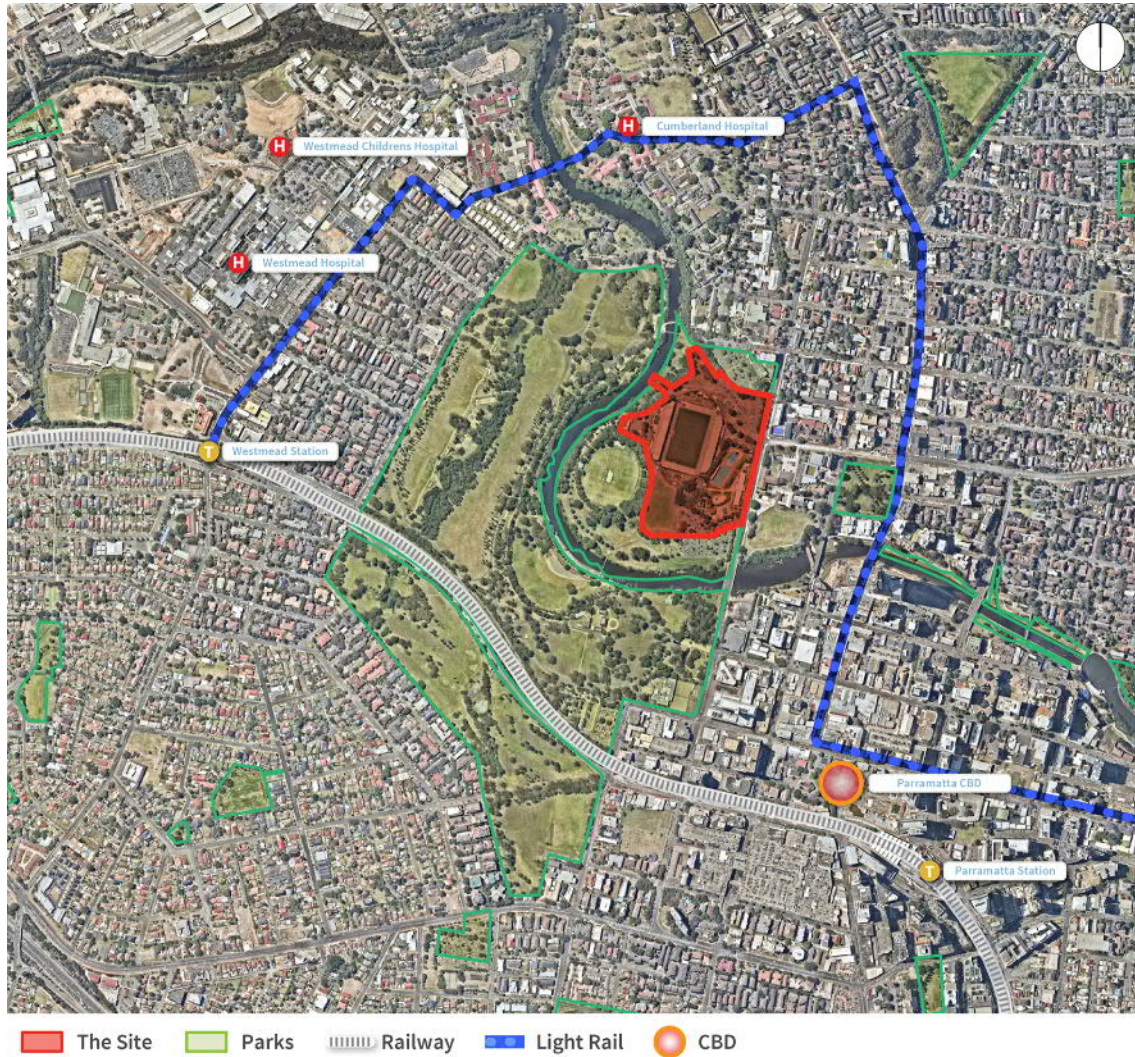 H Cumberland Hospital
H Westmead Childrens Hospital
H Westmead Hospital
T Westmead Station
Parramatta CBD
T Parramatta Station
The Site
Parks
Railway
Light Rail
CBD